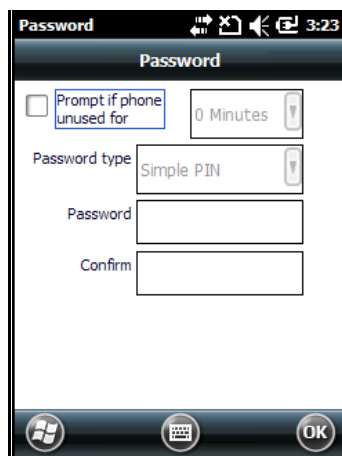 Password 3:23
Password
Prompt if phone
unused for
0 Minutes
Password type
Simple PIN
Password
Confirm
OK